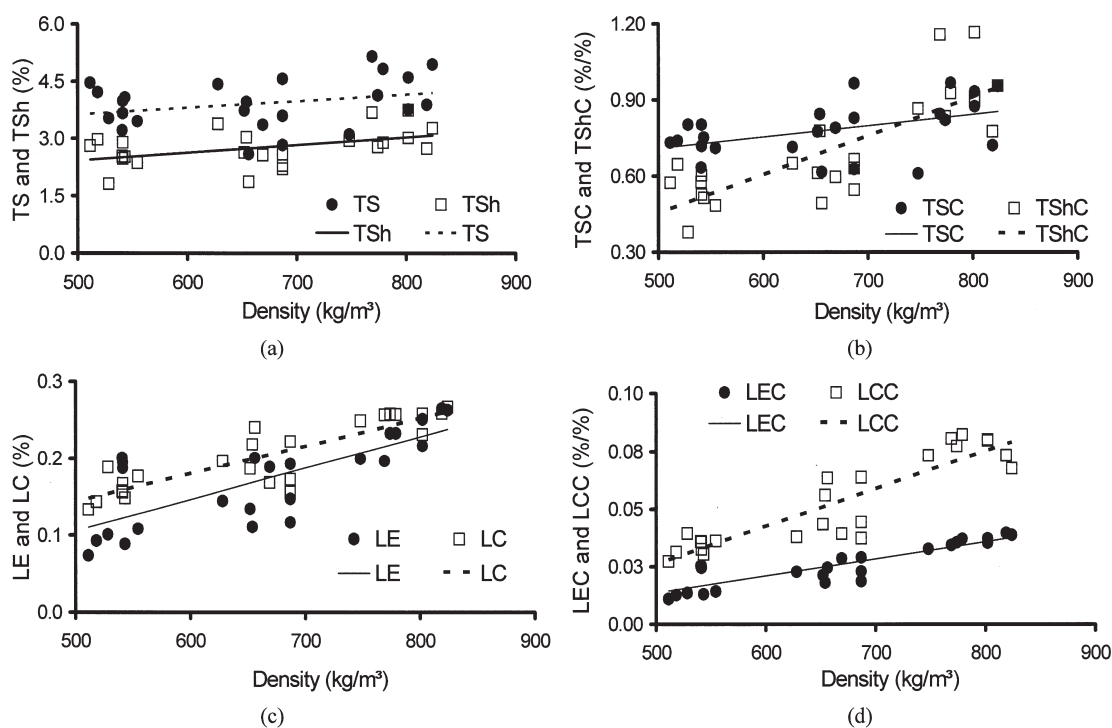 6.0
4.5
3.0
1.5
0.0
TS and TSh (%)
TS TSh
TSh TS
500 600 700 800 900
Density (kg/m³)
(a)
1.20
0.90
0.60
0.30
TSC and TShC (%/%)
TSC TShC
TSC TShC
500 600 700 800 900
Density (kg/m³)
(b)
0.3
0.2
0.1
0.0
LE and LC (%)
LE LC
LE LC
500 600 700 800 900
Density (kg/m³)
(c)
LEC LCC
LEC LCC
0.10
0.08
0.05
0.03
0.00
LEC and LCC (%/%)
500 600 700 800 900
Density (kg/m³)
(d)